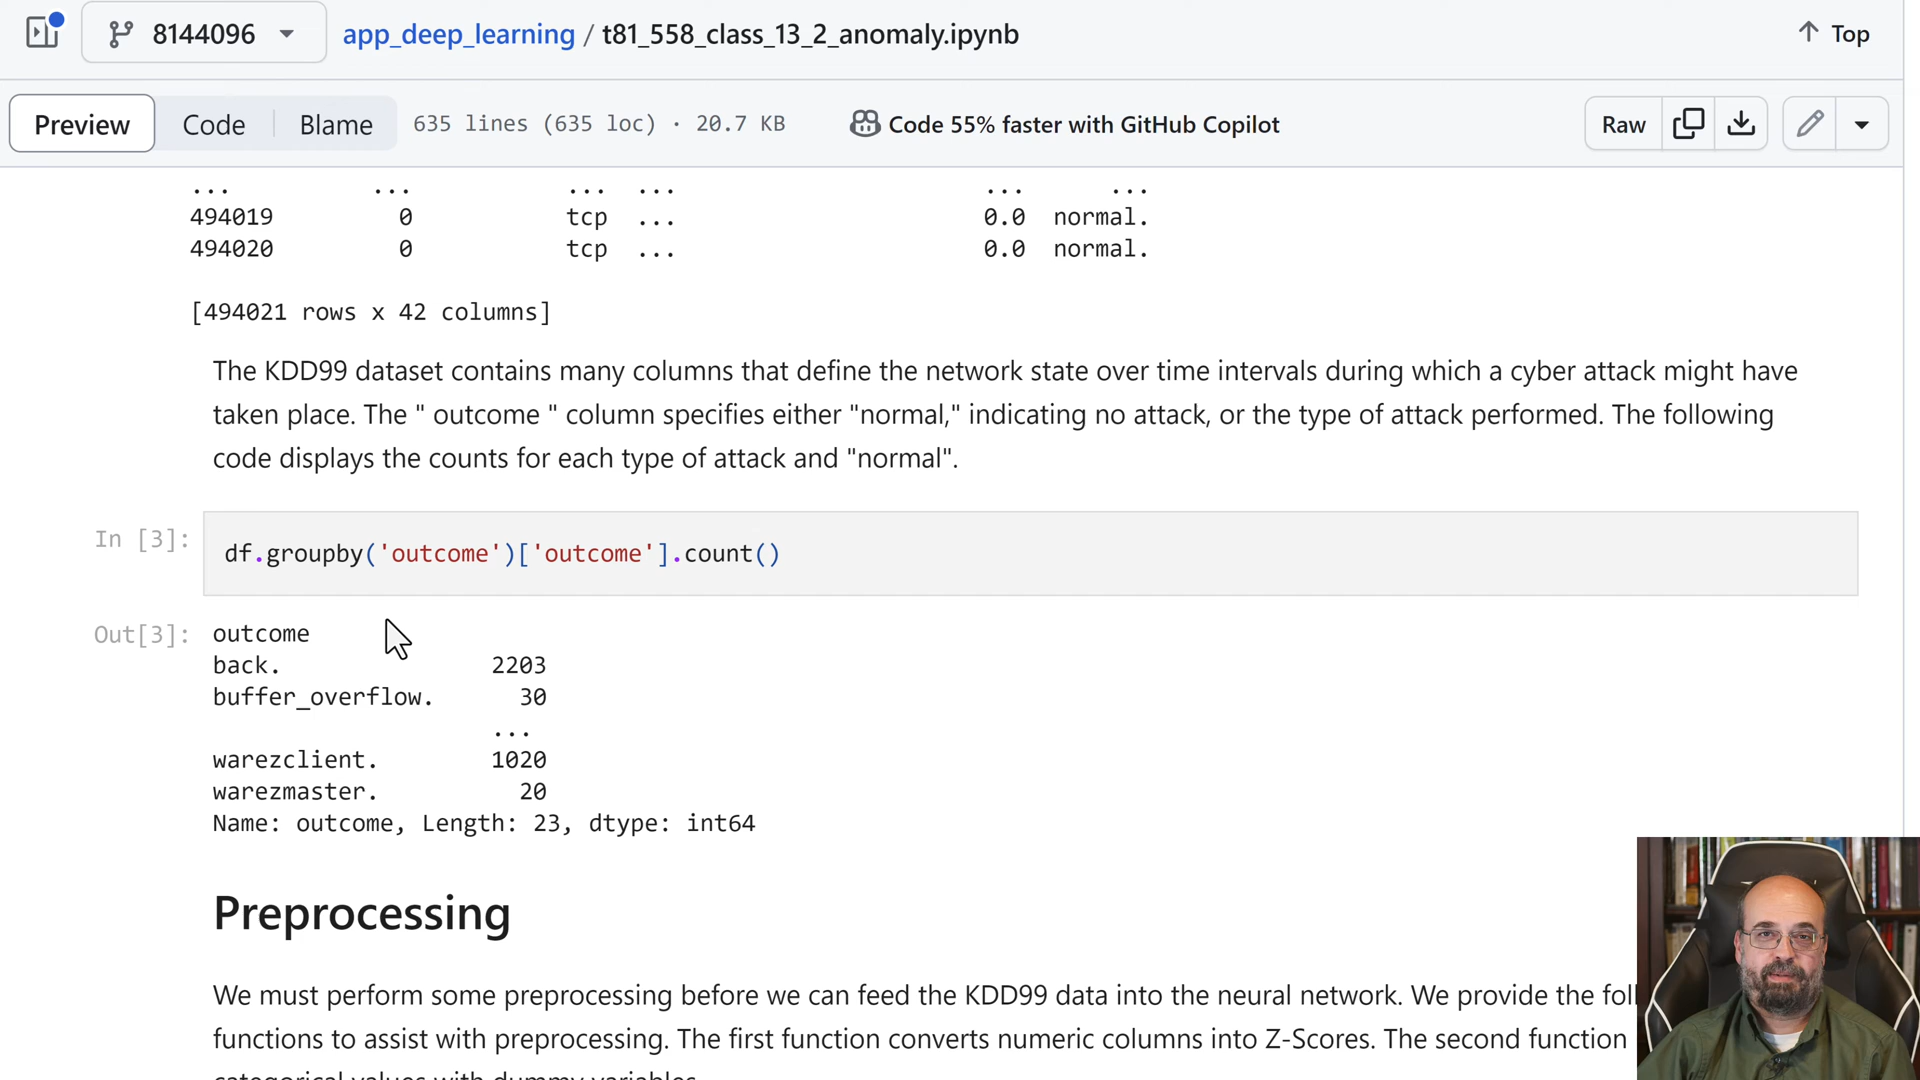 8144096 app_deep_learning / t81_558_class_13_2_anomaly.ipynb Top
Preview Code Blame 635 lines (635 loc) · 20.7 KB Code 55% faster with GitHub Copilot Raw
... ... ... ... ... ...
494019 0 tcp ... 0.0 normal.
494020 0 tcp ... 0.0 normal.
[494021 rows x 42 columns]
The KDD99 dataset contains many columns that define the network state over time intervals during which a cyber attack might have
taken place. The " outcome " column specifies either "normal," indicating no attack, or the type of attack performed. The following
code displays the counts for each type of attack and "normal".
In [3]: df.groupby('outcome')['outcome'].count()
Out[3]: outcome
back. 2203
buffer_overflow. 30
...
warezclient. 1020
warezmaster. 20
Name: outcome, Length: 23, dtype: int64
Preprocessing
We must perform some preprocessing before we can feed the KDD99 data into the neural network. We provide the
functions to assist with preprocessing. The first function converts numeric columns into Z-Scores. The second function
categorical values with dummy variables.